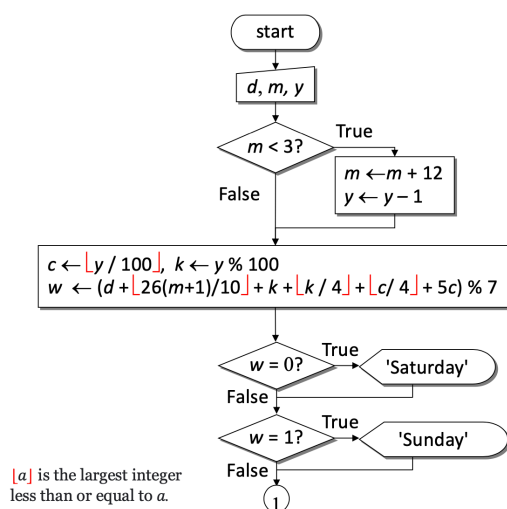 start
d, m, y
m < 3?
True
False
m ← m + 12
y ← y − 1
c ← ⌊y / 100⌋, k ← y % 100
w ← (d + ⌊26(m+1)/10⌋ + k + ⌊k / 4⌋ + ⌊c/ 4⌋ + 5c) % 7
w = 0?
True
'Saturday'
False
w = 1?
True
'Sunday'
False
⌊a⌋ is the largest integer
less than or equal to a.
1